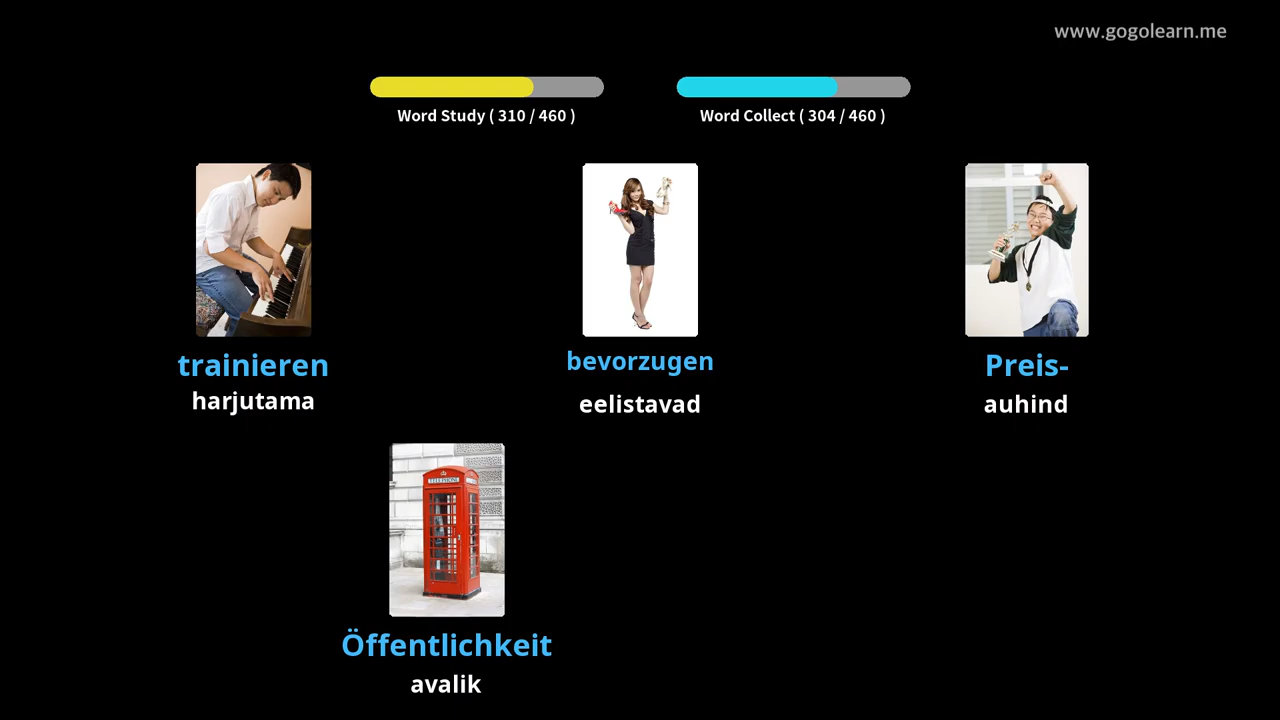 www.gogolearn.me
Word Study ( 310 / 460 )
Word Collect ( 304 / 460 )
trainieren
harjutama
bevorzugen
eelistavad
Preis-
auhind
TELEPHONE
Öffentlichkeit
avalik